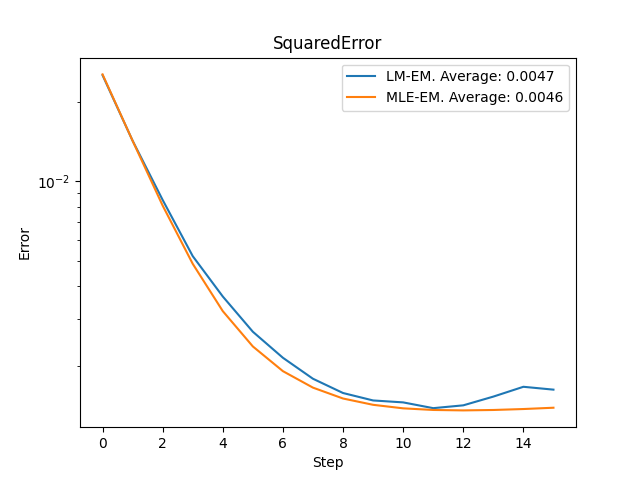 SquaredError
LM-EM. Average: 0.0047
MLE-EM. Average: 0.0046
10⁻²
Error
0 2 4 6 8 10 12 14
Step